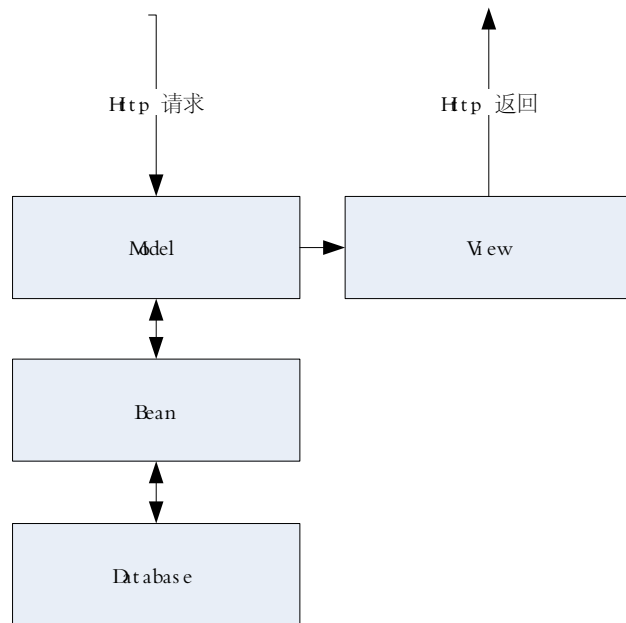 Http 请求
Http 返回
Model
View
Bean
Database